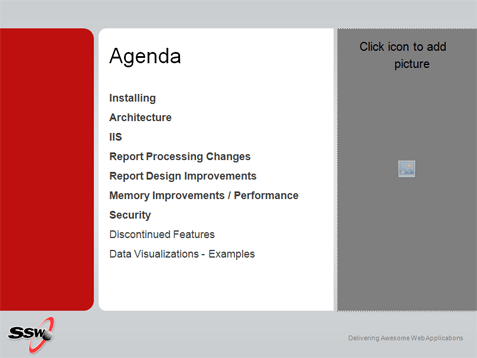 Agenda
Installing
Architecture
IIS
Report Processing Changes
Report Design Improvements
Memory Improvements / Performance
Security
Discontinued Features
Data Visualizations - Examples
Click icon to add
picture
SSW
Delivering Awesome Web Applications